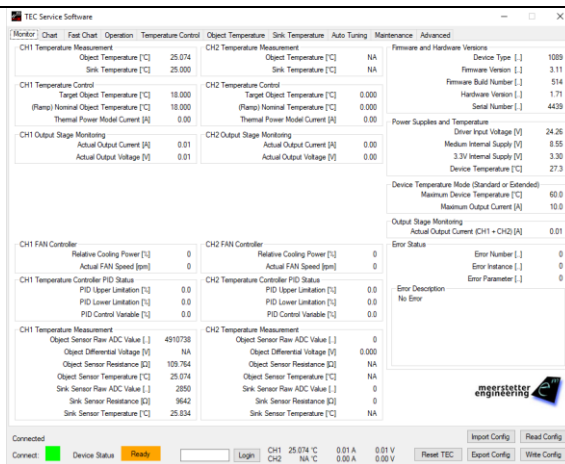 TEC Service Software
Monitor Chart Fast Chart Operation Temperature Control Object Temperature Sink Temperature Auto Tuning Maintenance Advanced
CH1 Temperature Measurement
Object Temperature [°C] 25.074
Sink Temperature [°C] 25.000
CH1 Temperature Control
Target Object Temperature [°C] 18.000
(Ramp) Nominal Object Temperature [°C] 18.000
Thermal Power Model Current [A] 0.00
CH1 Output Stage Monitoring
Actual Output Current [A] 0.01
Actual Output Voltage [V] 0.01
CH1 FAN Controller
Relative Cooling Power [%] 0
Actual FAN Speed [rpm] 0
CH1 Temperature Controller PID Status
PID Upper Limitation [%] 0.0
PID Lower Limitation [%] 0.0
PID Control Variable [%] 0.0
CH1 Temperature Measurement
Object Sensor Raw ADC Value [..] 4910738
Object Differential Voltage [V] NA
Object Sensor Resistance [Ω] 109.764
Object Sensor Temperature [°C] 25.074
Sink Sensor Raw ADC Value [..] 2850
Sink Sensor Resistance [Ω] 9642
Sink Sensor Temperature [°C] 25.834
CH2 Temperature Measurement
Object Temperature [°C] NA
Sink Temperature [°C] NA
CH2 Temperature Control
Target Object Temperature [°C] 0.000
(Ramp) Nominal Object Temperature [°C] 0.000
Thermal Power Model Current [A] 0.00
CH2 Output Stage Monitoring
Actual Output Current [A] 0.00
Actual Output Voltage [V] 0.00
CH2 FAN Controller
Relative Cooling Power [%] 0
Actual FAN Speed [rpm] 0
CH2 Temperature Controller PID Status
PID Upper Limitation [%] 0.0
PID Lower Limitation [%] 0.0
PID Control Variable [%] 0.0
CH2 Temperature Measurement
Object Sensor Raw ADC Value [..] 0
Object Differential Voltage [V] 0.000
Object Sensor Resistance [Ω] NA
Object Sensor Temperature [°C] NA
Sink Sensor Raw ADC Value [..] 0
Sink Sensor Resistance [Ω] 0
Sink Sensor Temperature [°C] NA
Firmware and Hardware Versions
Device Type [..] 1089
Firmware Version [..] 3.11
Firmware Build Number [..] 514
Hardware Version [..] 1.71
Serial Number [..] 4439
Power Supplies and Temperature
Driver Input Voltage [V] 24.26
Medium Internal Supply [V] 8.55
3.3V Internal Supply [V] 3.30
Device Temperature [°C] 27.3
Device Temperature Mode (Standard or Extended)
Maximum Device Temperature [°C] 60.0
Maximum Output Current [A] 10.0
Output Stage Monitoring
Actual Output Current (CH1 + CH2) [A] 0.01
Error Status
Error Number [..] 0
Error Instance [..] 0
Error Parameter [..] 0
Error Description
No Error
meerstetter
engineering
Connected
Import Config Read Config
Connect: Device Status Ready Login
CH1 25.074 °C 0.01 A 0.01 V
CH2 NA °C 0.00 A 0.00 V
Reset TEC Export Config Write Config